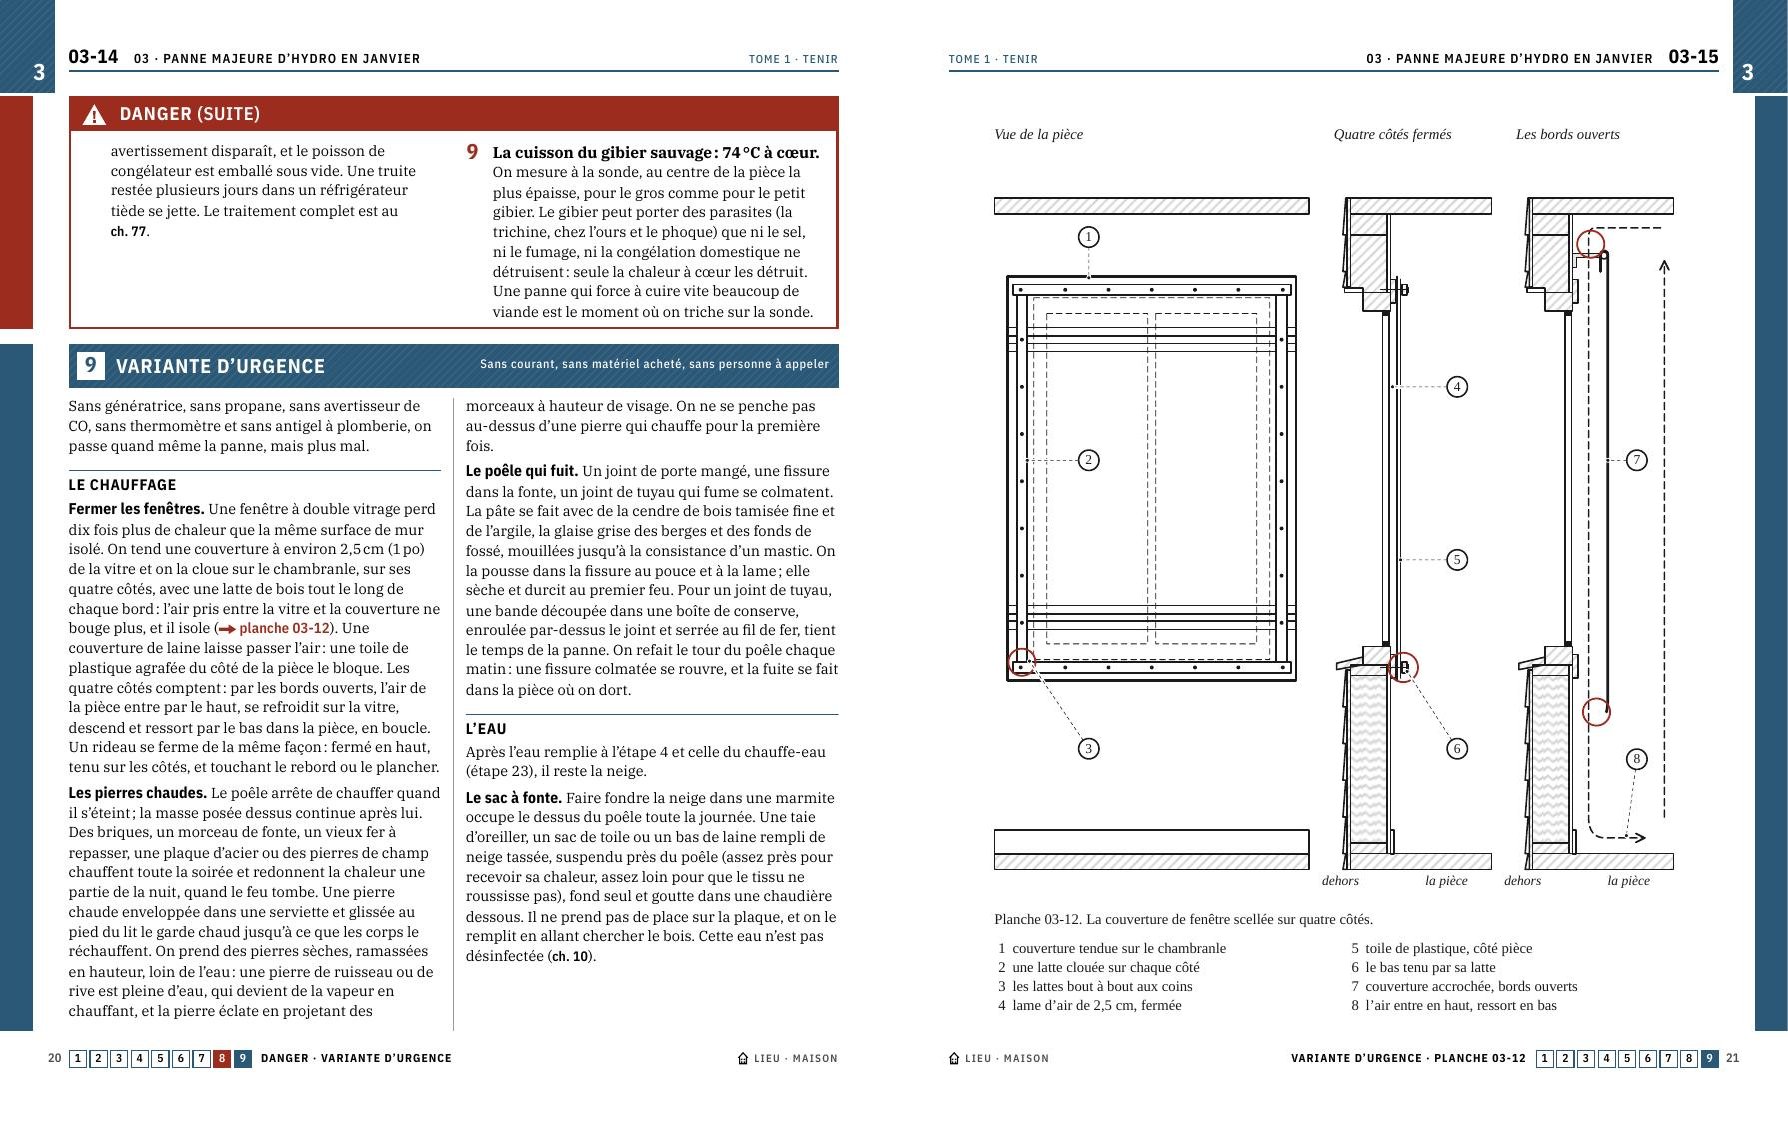 3
03-14 03 · PANNE MAJEURE D’HYDRO EN JANVIER TOME 1 · TENIR
DANGER (SUITE)
avertissement disparaît, et le poisson de
congélateur est emballé sous vide. Une truite
restée plusieurs jours dans un réfrigérateur
tiède se jette. Le traitement complet est au
ch. 77.
9 La cuisson du gibier sauvage : 74 °C à cœur.
On mesure à la sonde, au centre de la pièce la
plus épaisse, pour le gros comme pour le petit
gibier. Le gibier peut porter des parasites (la
trichine, chez l’ours et le phoque) que ni le sel,
ni le fumage, ni la congélation domestique ne
détruisent : seule la chaleur à cœur les détruit.
Une panne qui force à cuire vite beaucoup de
viande est le moment où on triche sur la sonde.
9 VARIANTE D’URGENCE Sans courant, sans matériel acheté, sans personne à appeler
Sans génératrice, sans propane, sans avertisseur de
CO, sans thermomètre et sans antigel à plomberie, on
passe quand même la panne, mais plus mal.
LE CHAUFFAGE
Fermer les fenêtres. Une fenêtre à double vitrage perd
dix fois plus de chaleur que la même surface de mur
isolé. On tend une couverture à environ 2,5 cm (1 po)
de la vitre et on la cloue sur le chambranle, sur ses
quatre côtés, avec une latte de bois tout le long de
chaque bord : l’air pris entre la vitre et la couverture ne
bouge plus, et il isole (➞ planche 03-12). Une
couverture de laine laisse passer l’air : une toile de
plastique agrafée du côté de la pièce le bloque. Les
quatre côtés comptent : par les bords ouverts, l’air de
la pièce entre par le haut, se refroidit sur la vitre,
descend et ressort par le bas dans la pièce, en boucle.
Un rideau se ferme de la même façon : fermé en haut,
tenu sur les côtés, et touchant le rebord ou le plancher.
Les pierres chaudes. Le poêle arrête de chauffer quand
il s’éteint ; la masse posée dessus continue après lui.
Des briques, un morceau de fonte, un vieux fer à
repasser, une plaque d’acier ou des pierres de champ
chauffent toute la soirée et redonnent la chaleur une
partie de la nuit, quand le feu tombe. Une pierre
chaude enveloppée dans une serviette et glissée au
pied du lit le garde chaud jusqu’à ce que les corps le
réchauffent. On prend des pierres sèches, ramassées
en hauteur, loin de l’eau : une pierre de ruisseau ou de
rive est pleine d’eau, qui devient de la vapeur en
chauffant, et la pierre éclate en projetant des
morceaux à hauteur de visage. On ne se penche pas
au-dessus d’une pierre qui chauffe pour la première
fois.
Le poêle qui fuit. Un joint de porte mangé, une fissure
dans la fonte, un joint de tuyau qui fume se colmatent.
La pâte se fait avec de la cendre de bois tamisée fine et
de l’argile, la glaise grise des berges et des fonds de
fossé, mouillées jusqu’à la consistance d’un mastic. On
la pousse dans la fissure au pouce et à la lame ; elle
sèche et durcit au premier feu. Pour un joint de tuyau,
une bande découpée dans une boîte de conserve,
enroulée par-dessus le joint et serrée au fil de fer, tient
le temps de la panne. On refait le tour du poêle chaque
matin : une fissure colmatée se rouvre, et la fuite se fait
dans la pièce où on dort.
L’EAU
Après l’eau remplie à l’étape 4 et celle du chauffe-eau
(étape 23), il reste la neige.
Le sac à fonte. Faire fondre la neige dans une marmite
occupe le dessus du poêle toute la journée. Une taie
d’oreiller, un sac de toile ou un bas de laine rempli de
neige tassée, suspendu près du poêle (assez près pour
recevoir sa chaleur, assez loin pour que le tissu ne
roussisse pas), fond seul et goutte dans une chaudière
dessous. Il ne prend pas de place sur la plaque, et on le
remplit en allant chercher le bois. Cette eau n’est pas
désinfectée (ch. 10).
20 1 2 3 4 5 6 7 8 9 DANGER · VARIANTE D’URGENCE LIEU · MAISON
TOME 1 · TENIR 03 · PANNE MAJEURE D’HYDRO EN JANVIER 03-15
3
Vue de la pièce Quatre côtés fermés Les bords ouverts
1
4
2
7
5
3
6
8
dehors la pièce dehors la pièce
Planche 03-12. La couverture de fenêtre scellée sur quatre côtés.
1 couverture tendue sur le chambranle
2 une latte clouée sur chaque côté
3 les lattes bout à bout aux coins
4 lame d’air de 2,5 cm, fermée
5 toile de plastique, côté pièce
6 le bas tenu par sa latte
7 couverture accrochée, bords ouverts
8 l’air entre en haut, ressort en bas
LIEU · MAISON VARIANTE D’URGENCE · PLANCHE 03-12 1 2 3 4 5 6 7 8 9 21